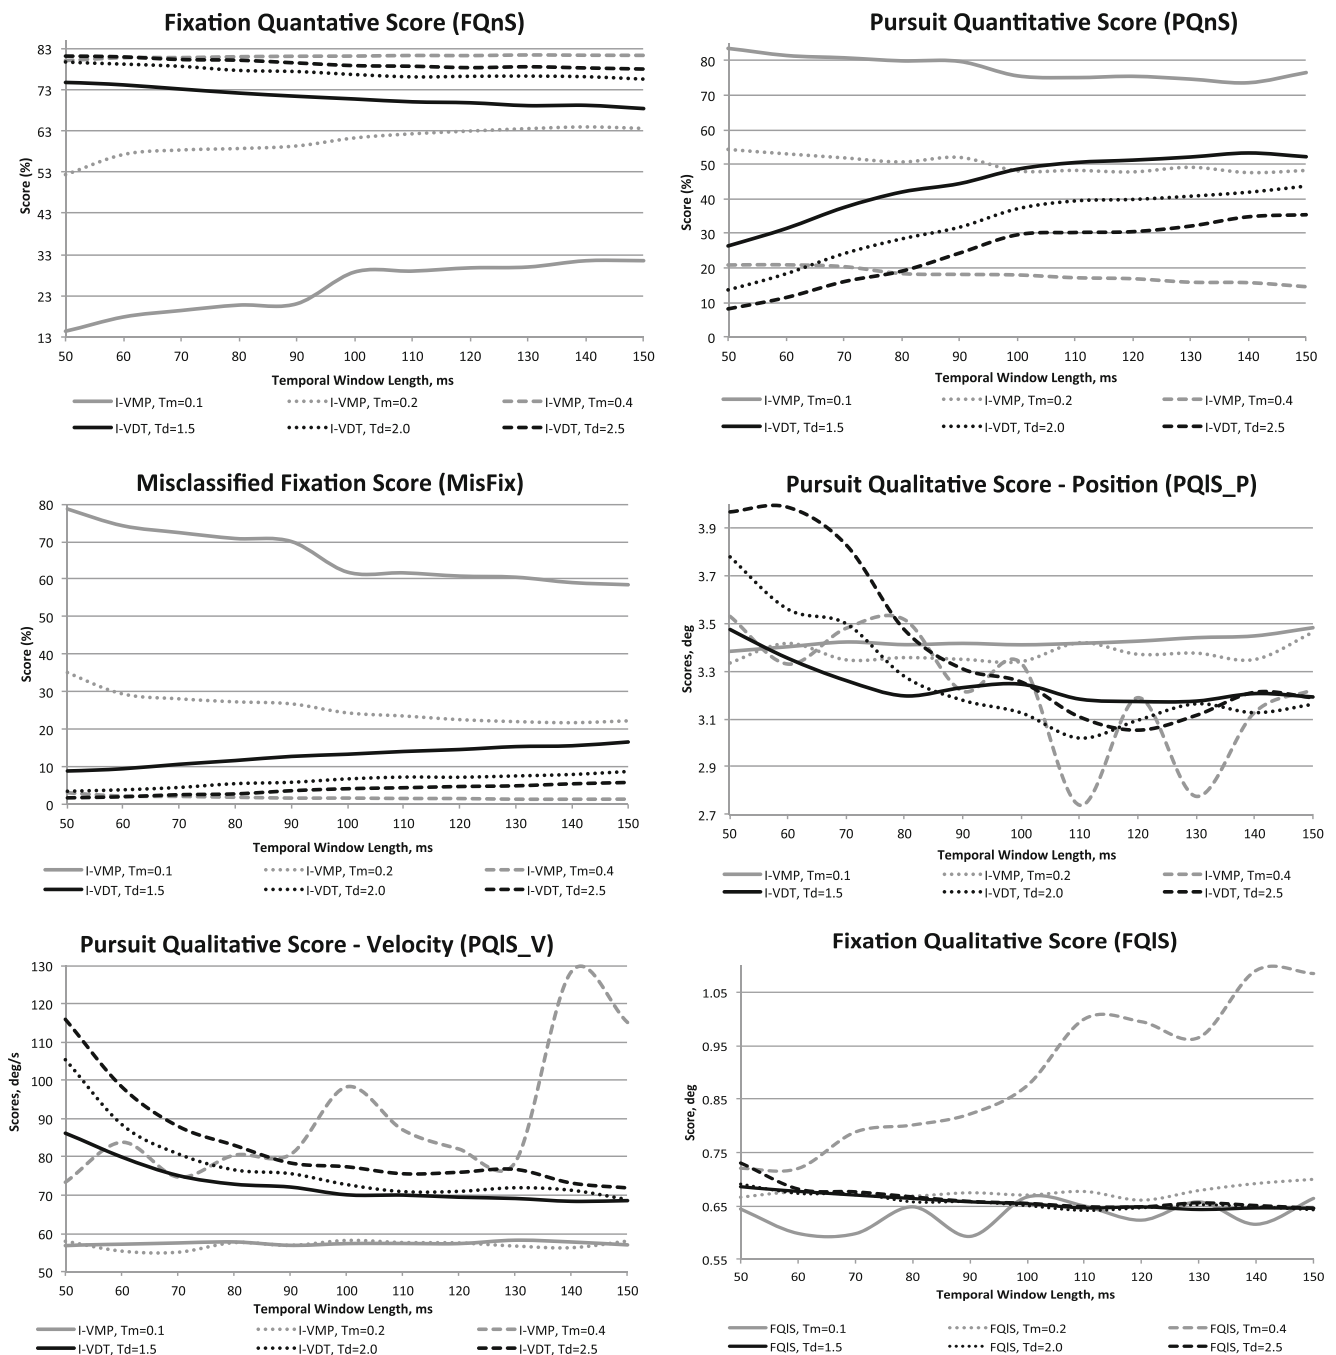 Fixation Quantative Score (FQnS)
83
73
63
53
43
33
23
13
Score (%)
50 60 70 80 90 100 110 120 130 140 150
Temporal Window Length, ms
I-VMP, Tm=0.1 I-VMP, Tm=0.2 I-VMP, Tm=0.4
I-VDT, Td=1.5 I-VDT, Td=2.0 I-VDT, Td=2.5
Pursuit Quantitative Score (PQnS)
80
70
60
50
40
30
20
10
0
Score (%)
50 60 70 80 90 100 110 120 130 140 150
Temporal Window Length, ms
I-VMP, Tm=0.1 I-VMP, Tm=0.2 I-VMP, Tm=0.4
I-VDT, Td=1.5 I-VDT, Td=2.0 I-VDT, Td=2.5
Misclassified Fixation Score (MisFix)
80
70
60
50
40
30
20
10
0
Score (%)
50 60 70 80 90 100 110 120 130 140 150
Temporal Window Length, ms
I-VMP, Tm=0.1 I-VMP, Tm=0.2 I-VMP, Tm=0.4
I-VDT, Td=1.5 I-VDT, Td=2.0 I-VDT, Td=2.5
Pursuit Qualitative Score - Position (PQlS_P)
3.9
3.7
3.5
3.3
3.1
2.9
2.7
Scores, deg
50 60 70 80 90 100 110 120 130 140 150
Temporal Window Length, ms
I-VMP, Tm=0.1 I-VMP, Tm=0.2 I-VMP, Tm=0.4
I-VDT, Td=1.5 I-VDT, Td=2.0 I-VDT, Td=2.5
Pursuit Qualitative Score - Velocity (PQlS_V)
130
120
110
100
90
80
70
60
50
Scores, deg/s
50 60 70 80 90 100 110 120 130 140 150
Temporal Window Length, ms
I-VMP, Tm=0.1 I-VMP, Tm=0.2 I-VMP, Tm=0.4
I-VDT, Td=1.5 I-VDT, Td=2.0 I-VDT, Td=2.5
Fixation Qualitative Score (FQlS)
1.05
0.95
0.85
0.75
0.65
0.55
Score, deg
50 60 70 80 90 100 110 120 130 140 150
Temporal Window Length, ms
FQlS, Tm=0.1 FQlS, Tm=0.2 FQlS, Tm=0.4
FQlS, Td=1.5 FQlS, Td=2.0 FQlS, Td=2.5